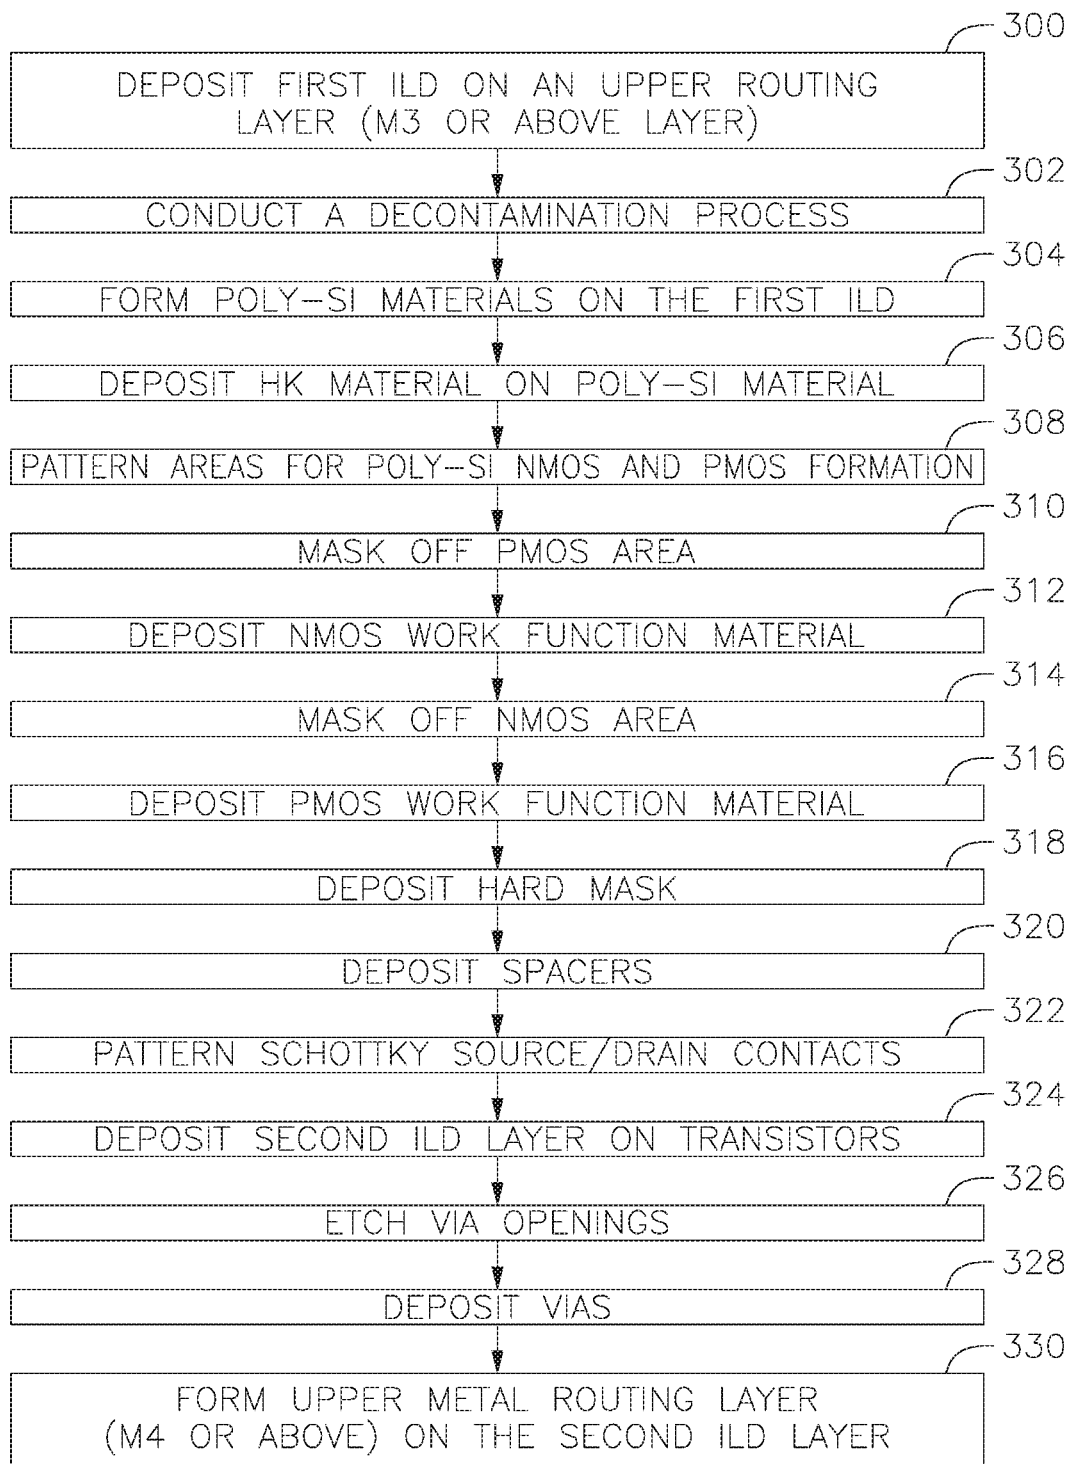 300
DEPOSIT FIRST ILD ON AN UPPER ROUTING
LAYER (M3 OR ABOVE LAYER)
302
CONDUCT A DECONTAMINATION PROCESS
304
FORM POLY-SI MATERIALS ON THE FIRST ILD
306
DEPOSIT HK MATERIAL ON POLY-SI MATERIAL
308
PATTERN AREAS FOR POLY-SI NMOS AND PMOS FORMATION
310
MASK OFF PMOS AREA
312
DEPOSIT NMOS WORK FUNCTION MATERIAL
314
MASK OFF NMOS AREA
316
DEPOSIT PMOS WORK FUNCTION MATERIAL
318
DEPOSIT HARD MASK
320
DEPOSIT SPACERS
322
PATTERN SCHOTTKY SOURCE/DRAIN CONTACTS
324
DEPOSIT SECOND ILD LAYER ON TRANSISTORS
326
ETCH VIA OPENINGS
328
DEPOSIT VIAS
330
FORM UPPER METAL ROUTING LAYER
(M4 OR ABOVE) ON THE SECOND ILD LAYER